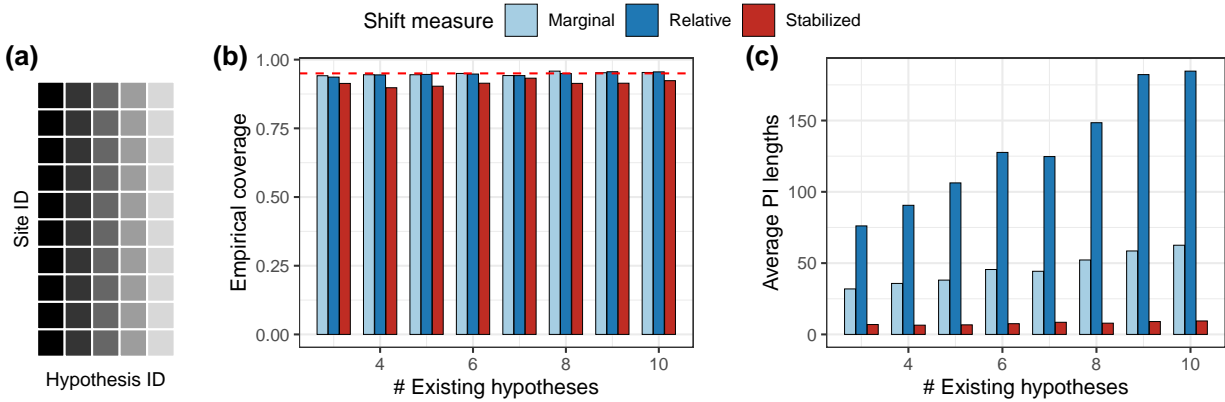 Shift measure Marginal Relative Stabilized
(a)
Site ID
Hypothesis ID
(b)
Empirical coverage
1.00
0.75
0.50
0.25
0.00
4 6 8 10
# Existing hypotheses
(c)
Average PI lengths
150
100
50
0
4 6 8 10
# Existing hypotheses